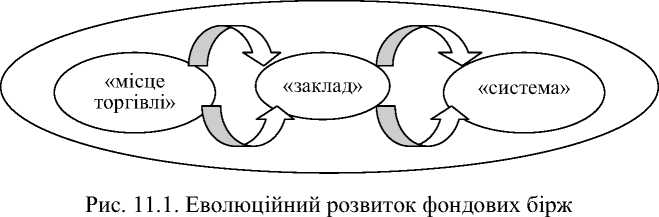 «місце
торгівлі»
«заклад»
«система»
Рис. 11.1. Еволюційний розвиток фондових бірж